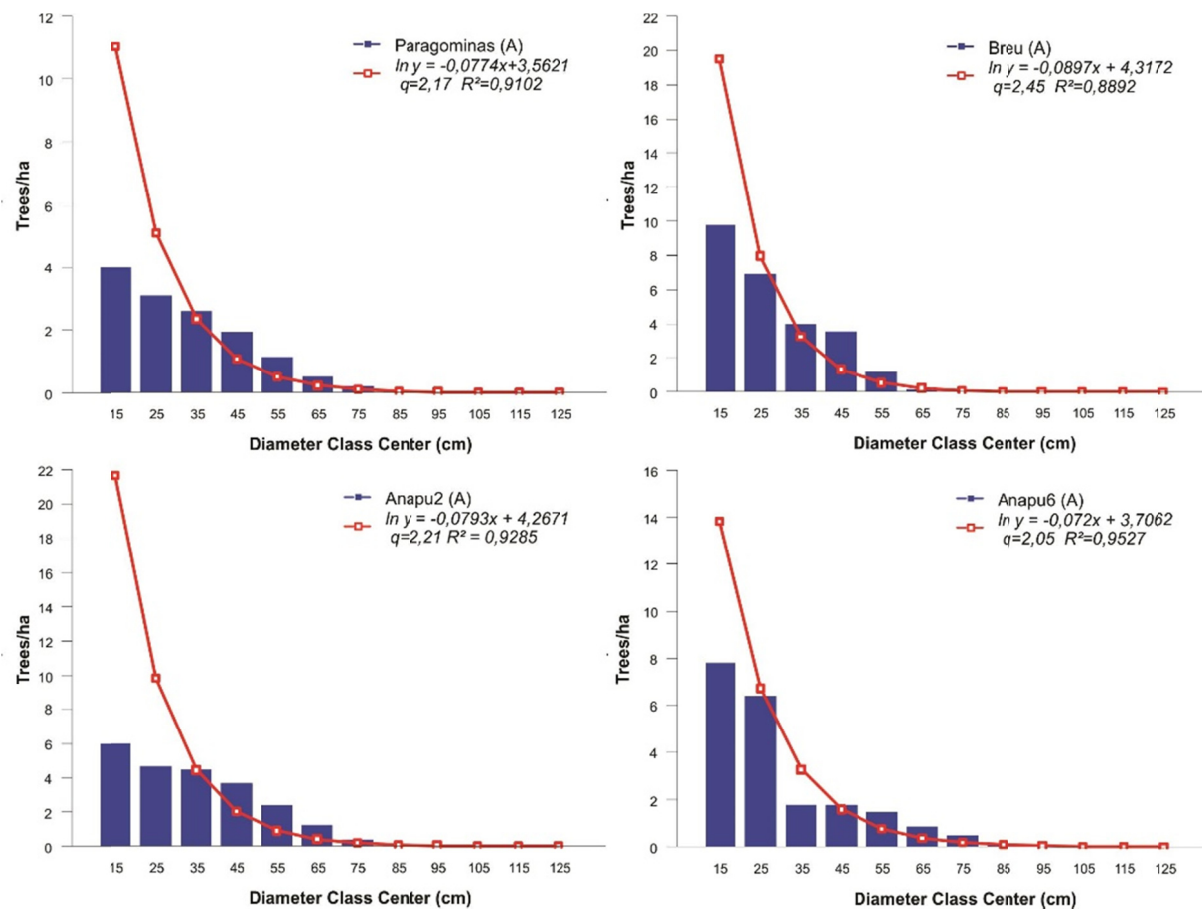 12
10
8
6
4
2
0
Trees/ha
Paragominas (A)
ln y = -0,0774x+3,5621
q=2,17 R²=0,9102
15 25 35 45 55 65 75 85 95 105 115 125
Diameter Class Center (cm)
22
20
18
16
14
12
10
8
6
4
2
0
Trees/ha
Breu (A)
ln y = -0,0897x + 4,3172
q=2,45 R²=0,8892
15 25 35 45 55 65 75 85 95 105 115 125
Diameter Class Center (cm)
22
20
18
16
14
12
10
8
6
4
2
0
Trees/ha
Anapu2 (A)
ln y = -0,0793x + 4,2671
q=2,21 R² = 0,9285
15 25 35 45 55 65 75 85 95 105 115 125
Diameter Class Center (cm)
16
14
12
10
8
6
4
2
0
Trees/ha
Anapu6 (A)
ln y = -0,072x + 3,7062
q=2,05 R²=0,9527
15 25 35 45 55 65 75 85 95 105 115 125
Diameter Class Center (cm)